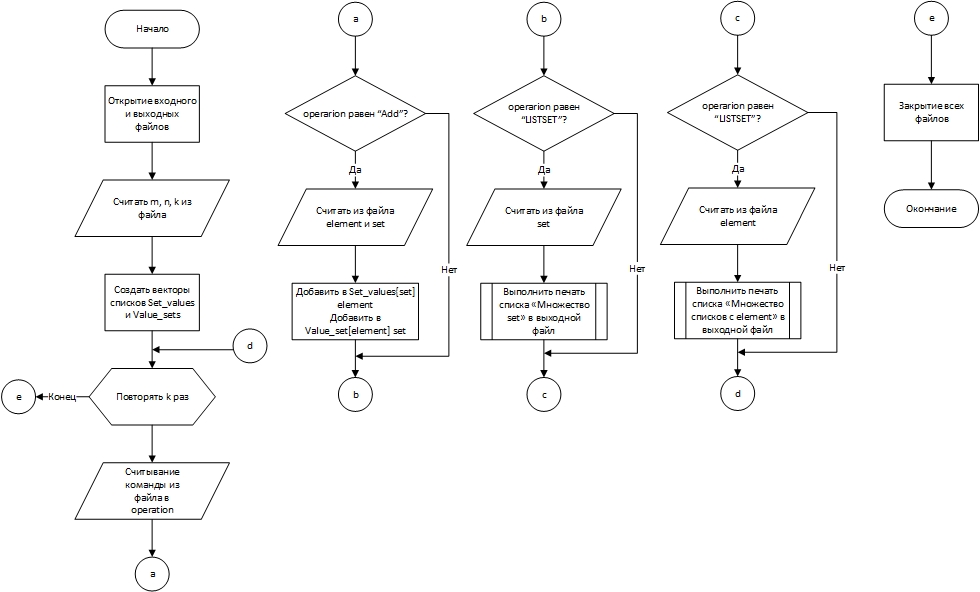 Начало
Открытие входного
и выходных
файлов
Считать m, n, k из
файла
Создать векторы
списков Set_values
и Value_sets
d
Повторять k раз
Конец
e
Считывание
команды из
файла в
operation
a
a
operarion равен “Add”?
Да
Нет
Считать из файла
element и set
Добавить в Set_values[set]
element
Добавить в
Value_set[element] set
b
b
operarion равен
“LISTSET”?
Да
Нет
Считать из файла
set
Выполнить печать
списка «Множество
set» в выходной
файл
c
c
operarion равен
“LISTSET”?
Да
Нет
Считать из файла
element
Выполнить печать
списка «Множество
списков с element» в
выходной файл
d
e
Закрытие всех
файлов
Окончание